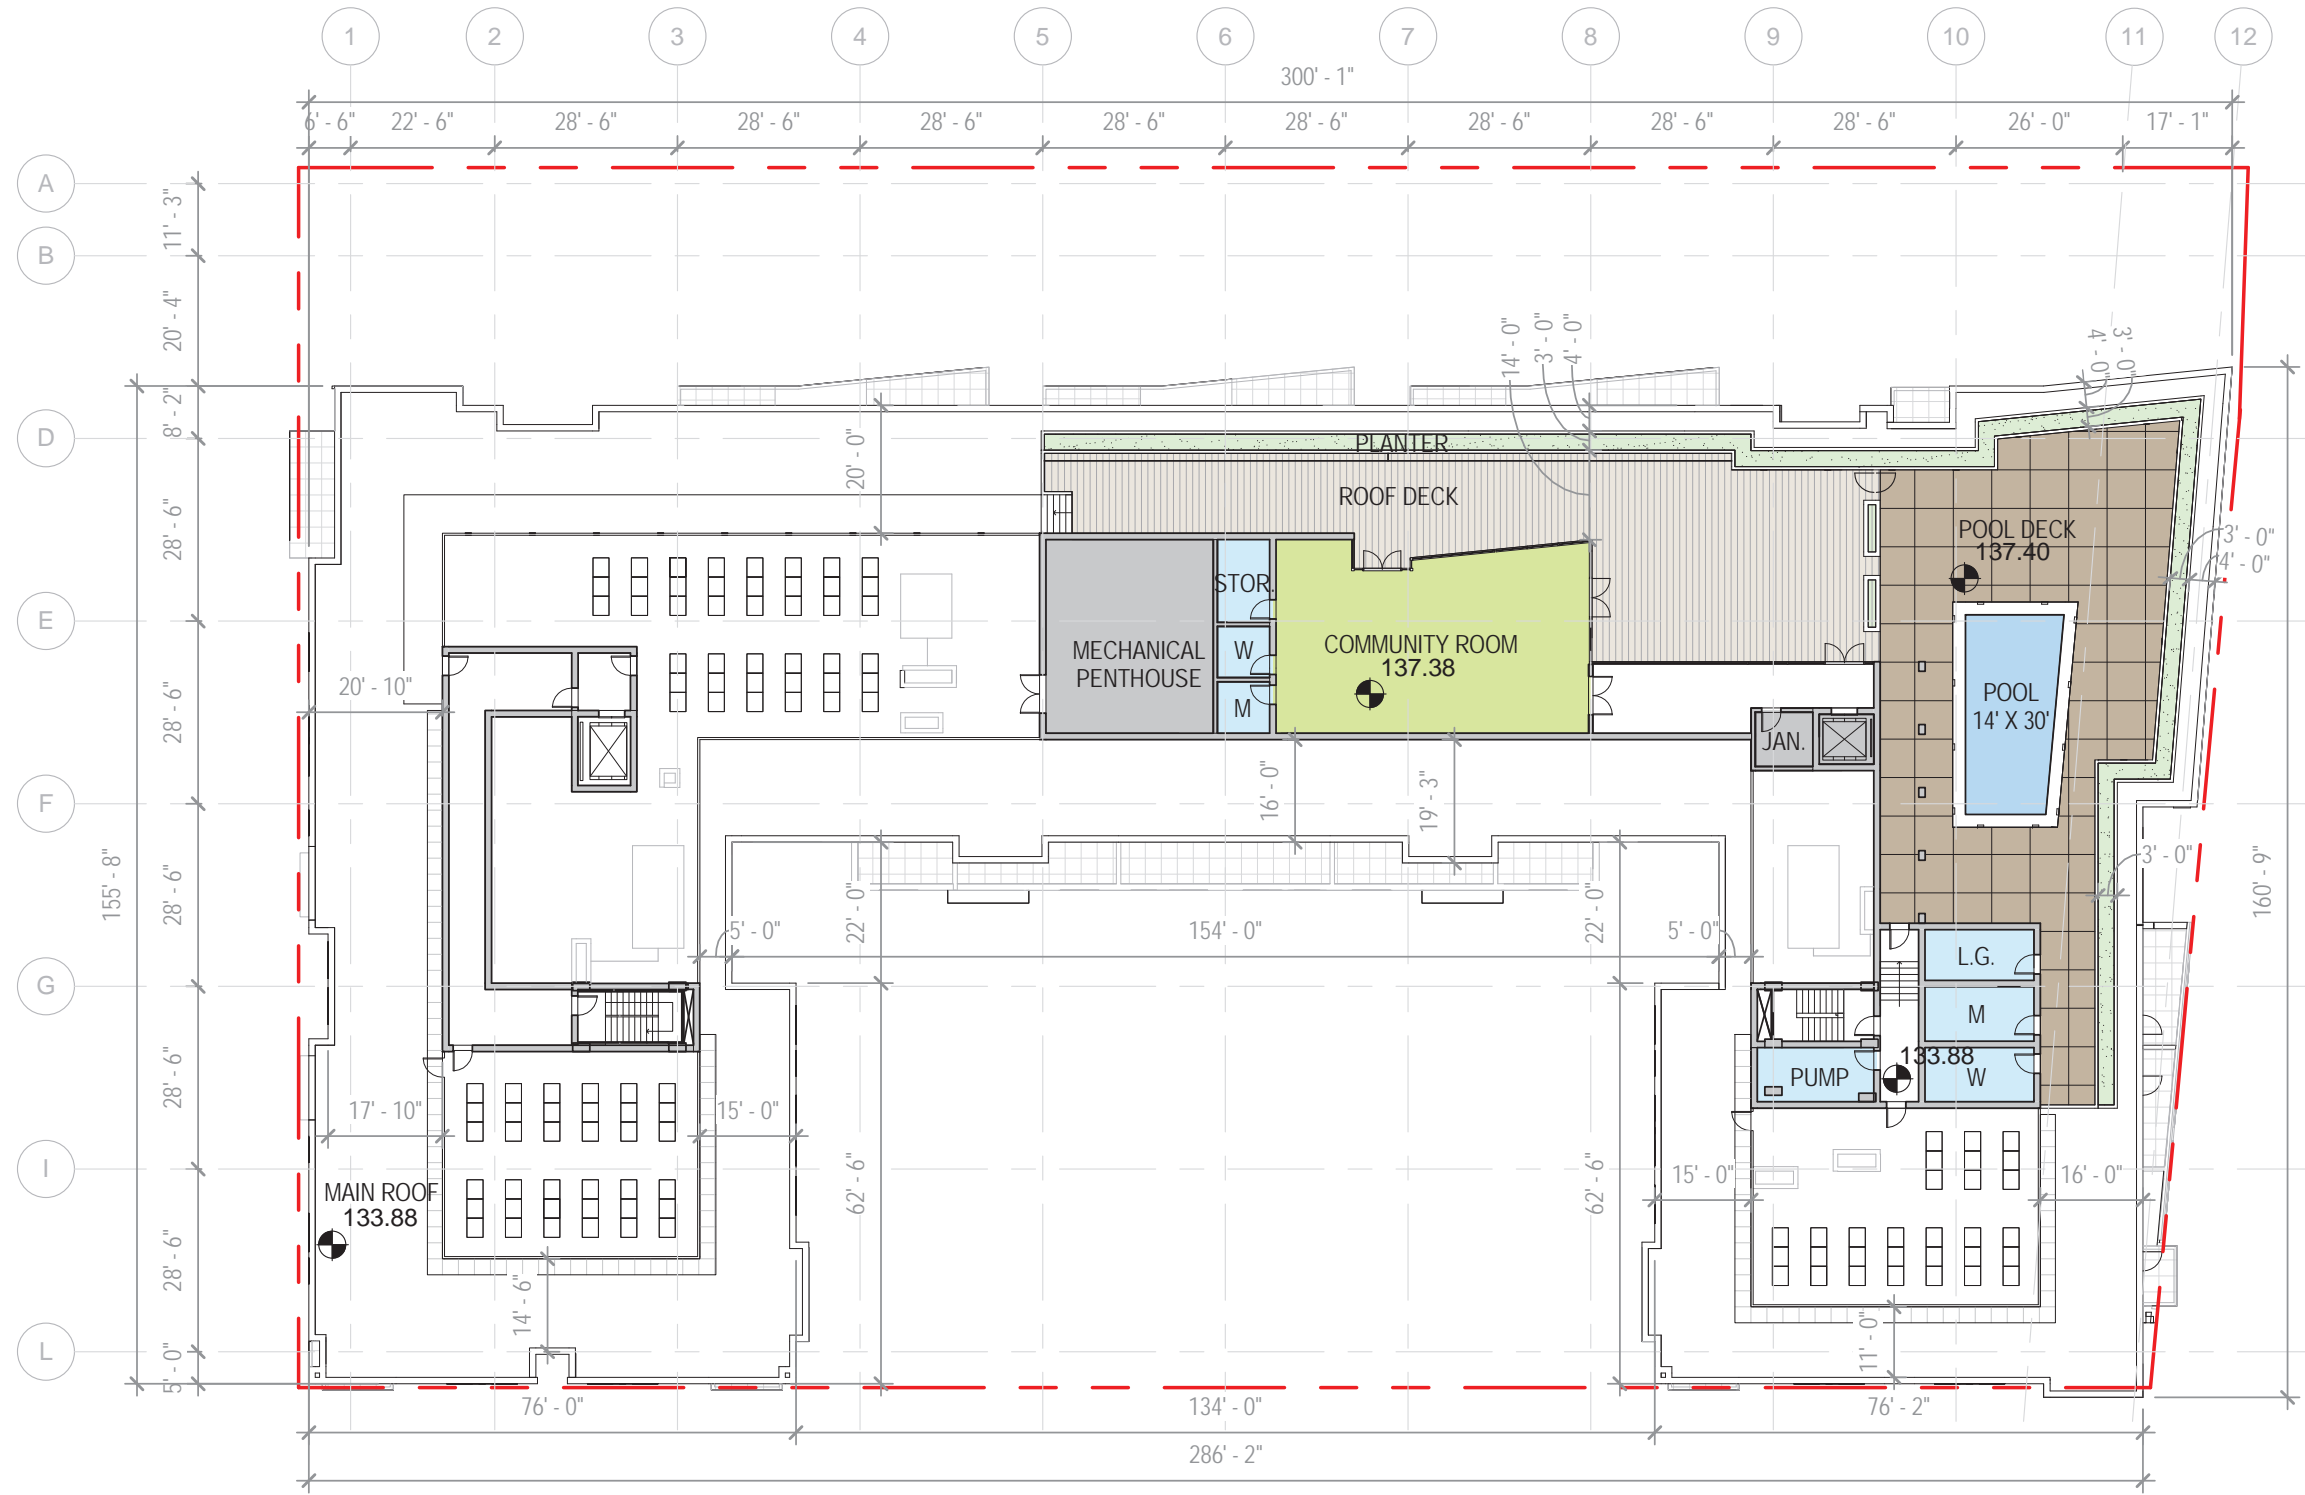 1 2 3 4 5 6 7 8 9 10 11 12
300' - 1"
6' - 6" 22' - 6" 28' - 6" 28' - 6" 28' - 6" 28' - 6" 28' - 6" 28' - 6" 28' - 6" 28' - 6" 26' - 0" 17' - 1"
A
11' - 3"
B
20' - 4"
14' - 0" 3' - 0" 4' - 0"
4' - 0" 3' - 0"
8' - 2"
D
20' - 0"
PLANTER
ROOF DECK
28' - 6"
POOL DECK
137.40
3' - 0"
4' - 0"
STOR.
E
COMMUNITY ROOM
137.38
MECHANICAL
PENTHOUSE
W
M
20' - 10"
28' - 6"
POOL
14' X 30'
JAN.
16' - 0"
19' - 3"
F
155' - 8"
28' - 6"
3' - 0"
160' - 9"
22' - 0"
22' - 0"
5' - 0"
154' - 0"
5' - 0"
L.G.
G
M
133.88
W
PUMP
28' - 6"
17' - 10"
15' - 0"
I
62' - 6"
62' - 6"
15' - 0"
16' - 0"
MAIN ROOF
133.88
28' - 6"
14' - 6"
11' - 0"
L
5' - 0"
76' - 0"
134' - 0"
76' - 2"
286' - 2"